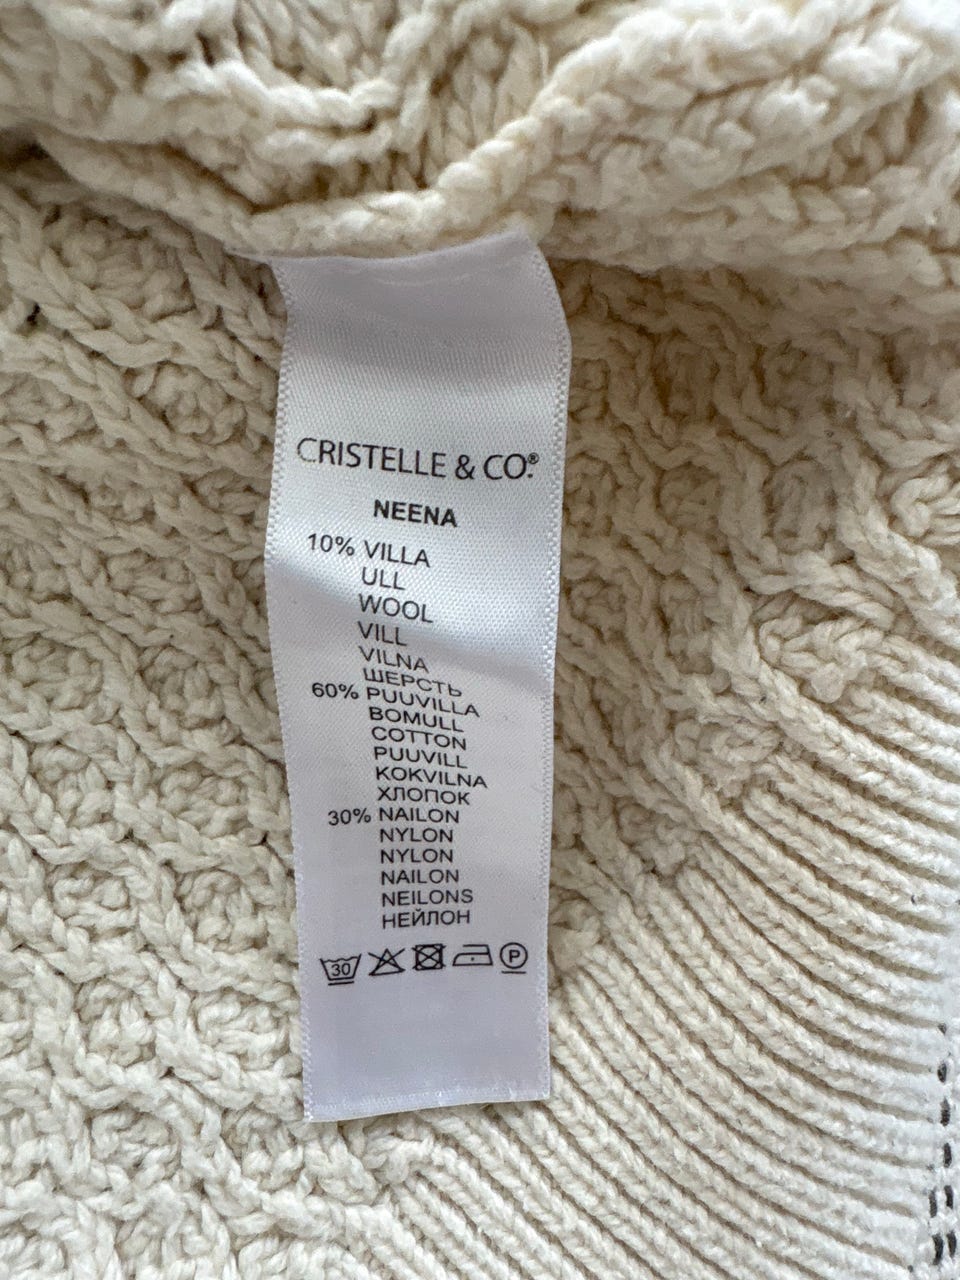 CRISTELLE & CO.®
NEENA
10% VILLA
ULL
WOOL
VILL
VILNA
ШЕРСТЬ
60% PUUVILLA
BOMULL
COTTON
PUUVILL
KOKVILNA
ХЛОПОК
30% NAILON
NYLON
NYLON
NAILON
NEILONS
НЕЙЛОН
30 P